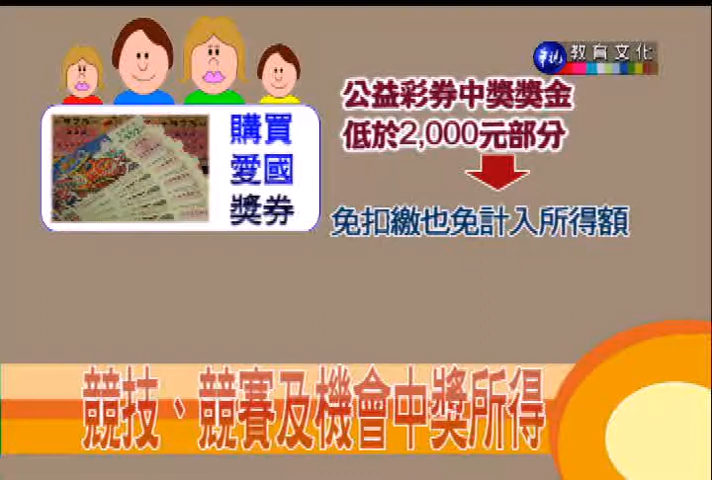 華視 教育文化
公益彩券中獎獎金
低於2,000元部分
購買
愛國
獎券
免扣繳也免計入所得額
競技、競賽及機會中獎所得